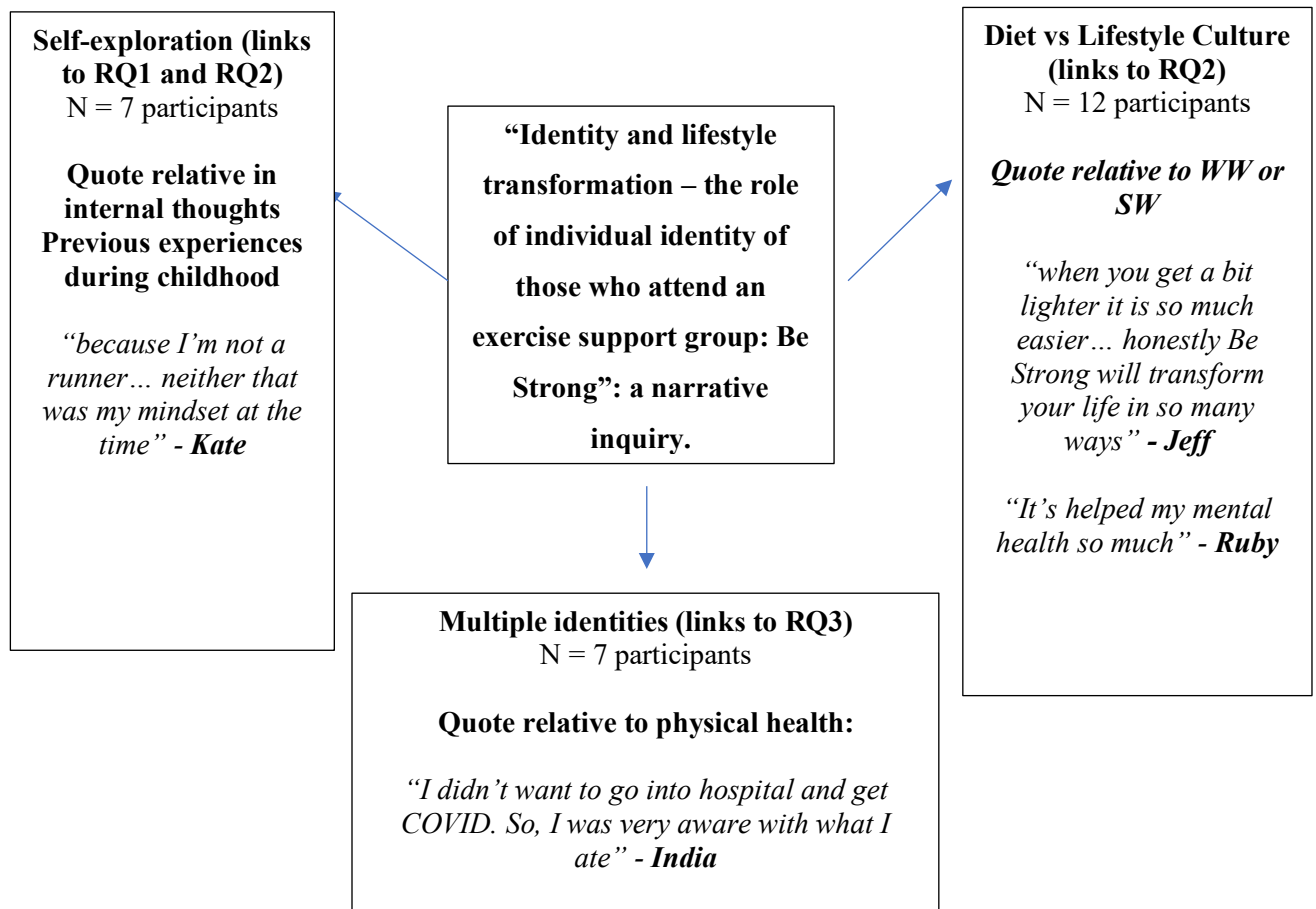 Self-exploration (links
to RQ1 and RQ2)
N = 7 participants
Quote relative in
internal thoughts
Previous experiences
during childhood
“because I’m not a
runner… neither that
was my mindset at the
time” - Kate
“Identity and lifestyle
transformation – the role
of individual identity of
those who attend an
exercise support group: Be
Strong”: a narrative
inquiry.
Diet vs Lifestyle Culture
(links to RQ2)
N = 12 participants
Quote relative to WW or
SW
“when you get a bit
lighter it is so much
easier… honestly Be
Strong will transform
your life in so many
ways” - Jeff
“It’s helped my mental
health so much” - Ruby
Multiple identities (links to RQ3)
N = 7 participants
Quote relative to physical health:
“I didn’t want to go into hospital and get
COVID. So, I was very aware with what I
ate” - India